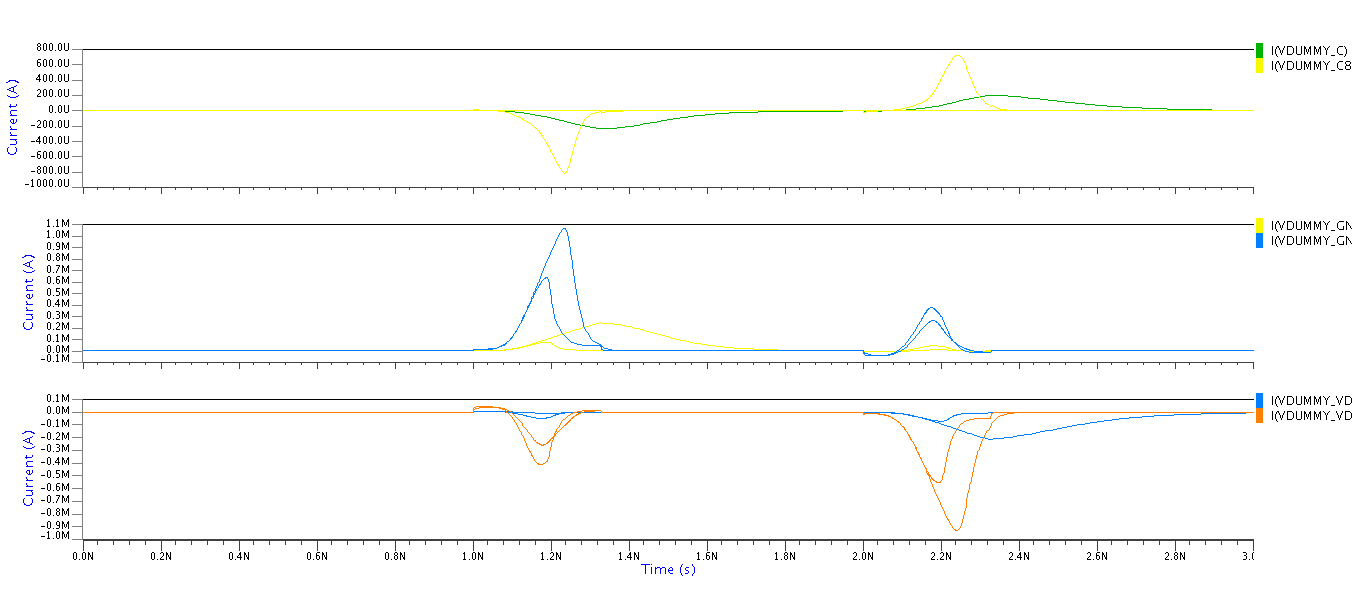 800.0U
600.0U
400.0U
200.0U
0.0U
-200.0U
-400.0U
-600.0U
-800.0U
-1000.0U
Current (A)
I(VDUMMY_C)
I(VDUMMY_C8
1.1M
1.0M
0.9M
0.8M
0.7M
0.6M
0.5M
0.4M
0.3M
0.2M
0.1M
0.0M
-0.1M
Current (A)
I(VDUMMY_GN
I(VDUMMY_GN
0.1M
0.0M
-0.1M
-0.2M
-0.3M
-0.4M
-0.5M
-0.6M
-0.7M
-0.8M
-0.9M
-1.0M
Current (A)
I(VDUMMY_VD
I(VDUMMY_VD
0.0N 0.2N 0.4N 0.6N 0.8N 1.0N 1.2N 1.4N 1.6N 1.8N 2.0N 2.2N 2.4N 2.6N 2.8N 3.0
Time (s)